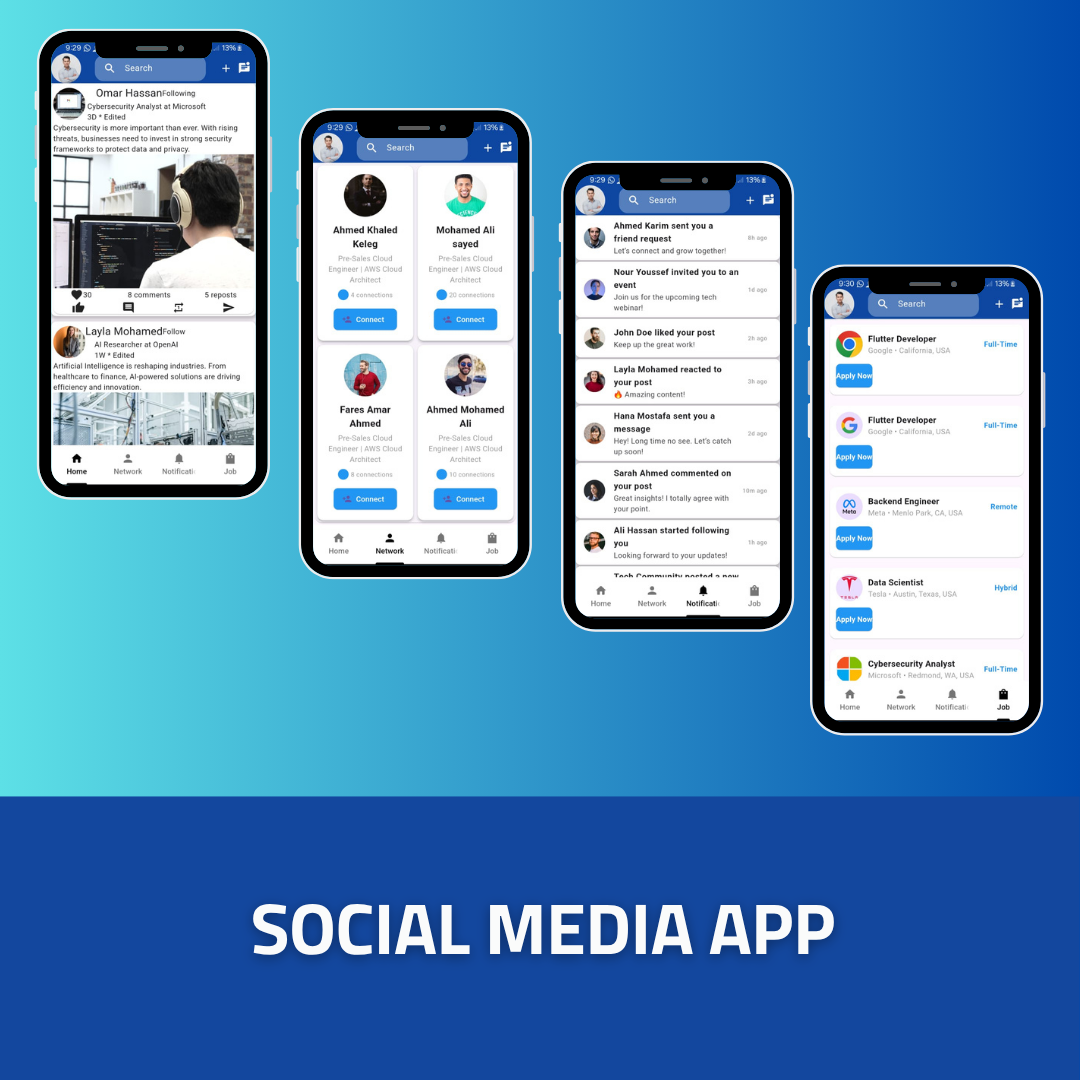 9:29
13%
Search
Omar Hassan Following
Cybersecurity Analyst at Microsoft
3D * Edited
Cybersecurity is more important than ever. With rising
threats, businesses need to invest in strong security
frameworks to protect data and privacy.
30 8 comments 5 reposts
Layla Mohamed Follow
AI Researcher at OpenAI
1W * Edited
Artificial Intelligence is reshaping industries. From
healthcare to finance, AI-powered solutions are driving
efficiency and innovation.
Home Network Notificati Job
9:29
13%
Search
Ahmed Khaled
Keleg
Pre-Sales Cloud
Engineer | AWS Cloud
Architect
4 connections
Connect
Mohamed Ali
sayed
Pre-Sales Cloud
Engineer | AWS Cloud
Architect
20 connections
Connect
Fares Amar
Ahmed
Pre-Sales Cloud
Engineer | AWS Cloud
Architect
8 connections
Connect
Ahmed Mohamed
Ali
Pre-Sales Cloud
Engineer | AWS Cloud
Architect
10 connections
Connect
Home Network Notificati Job
9:29
13%
Search
Ahmed Karim sent you a
friend request
Let's connect and grow together!
8h ago
Nour Youssef invited you to an
event
Join us for the upcoming tech
webinar!
1d ago
John Doe liked your post
Keep up the great work!
2h ago
Layla Mohamed reacted to
your post
🔥 Amazing content!
3h ago
Hana Mostafa sent you a
message
Hey! Long time no see. Let's catch
up soon!
Sarah Ahmed commented on
your post
Great insights! I totally agree with
your point.
10m ago
Ali Hassan started following
you
Looking forward to your updates!
1h ago
Tech Community posted a new
Home Network Notificati Job
9:30
13%
Search
Flutter Developer
Google • California, USA
Full-Time
Apply Now
Flutter Developer
Google • California, USA
Full-Time
Apply Now
Meta
Backend Engineer
Meta • Menlo Park, CA, USA
Remote
Apply Now
TESLA
Data Scientist
Tesla • Austin, Texas, USA
Hybrid
Apply Now
Cybersecurity Analyst
Microsoft • Redmond, WA, USA
Full-Time
Home Network Notificati Job
SOCIAL MEDIA APP